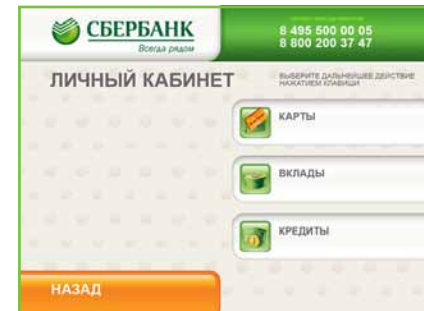 СБЕРБАНК
Всегда рядом
8 495 500 00 05
8 800 200 37 47
ЛИЧНЫЙ КАБИНЕТ
ВЫБЕРИТЕ ДАЛЬНЕЙШЕЕ ДЕЙСТВИЕ
НАЖАТИЕМ КЛАВИШИ
КАРТЫ
ВКЛАДЫ
КРЕДИТЫ
НАЗАД